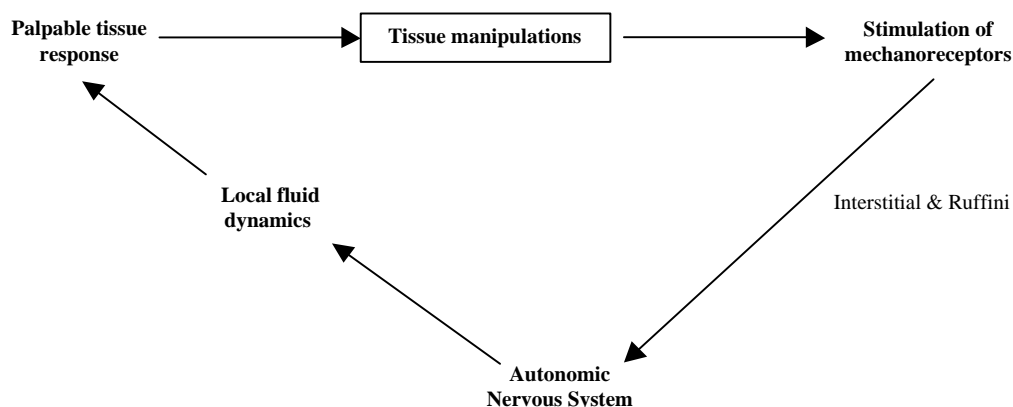 Palpable tissue
response
Tissue manipulations
Stimulation of
mechanoreceptors
Interstitial & Ruffini
Local fluid
dynamics
Autonomic
Nervous System